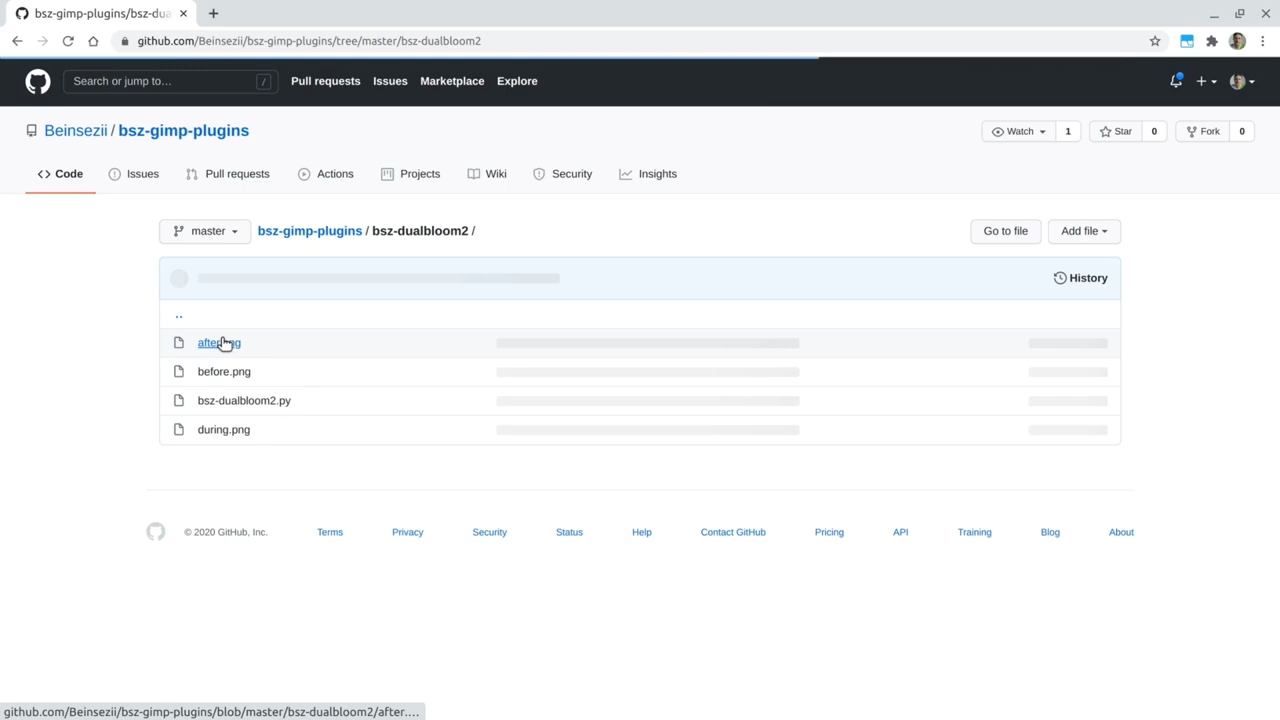 bsz-gimp-plugins/bsz-dua
github.com/Beinsezii/bsz-gimp-plugins/tree/master/bsz-dualbloom2
Search or jump to… / Pull requests Issues Marketplace Explore
Beinsezii / bsz-gimp-plugins Watch 1 Star 0 Fork 0
Code Issues Pull requests Actions Projects Wiki Security Insights
master bsz-gimp-plugins / bsz-dualbloom2 / Go to file Add file
History
..
before.png
bsz-dualbloom2.py
during.png
© 2020 GitHub, Inc. Terms Privacy Security Status Help Contact GitHub Pricing API Training Blog About
github.com/Beinsezii/bsz-gimp-plugins/blob/master/bsz-dualbloom2/after.…